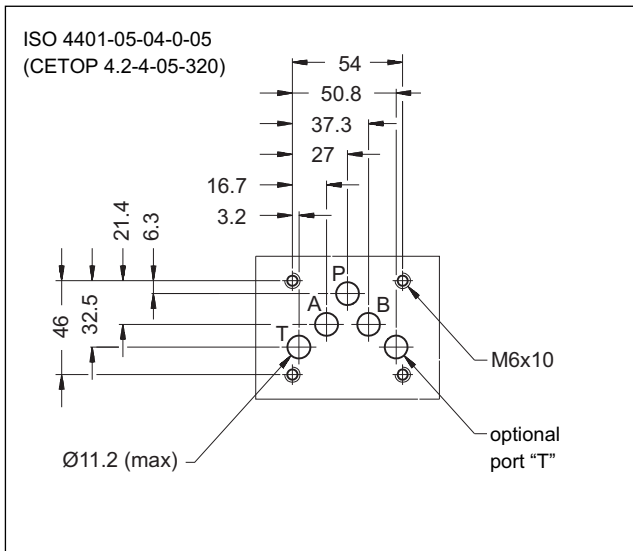 ISO 4401-05-04-0-05
(CETOP 4.2-4-05-320)
54
50.8
37.3
27
16.7
3.2
21.4
6.3
46
32.5
P
A
B
T
M6x10
Ø11.2 (max)
optional
port “T”